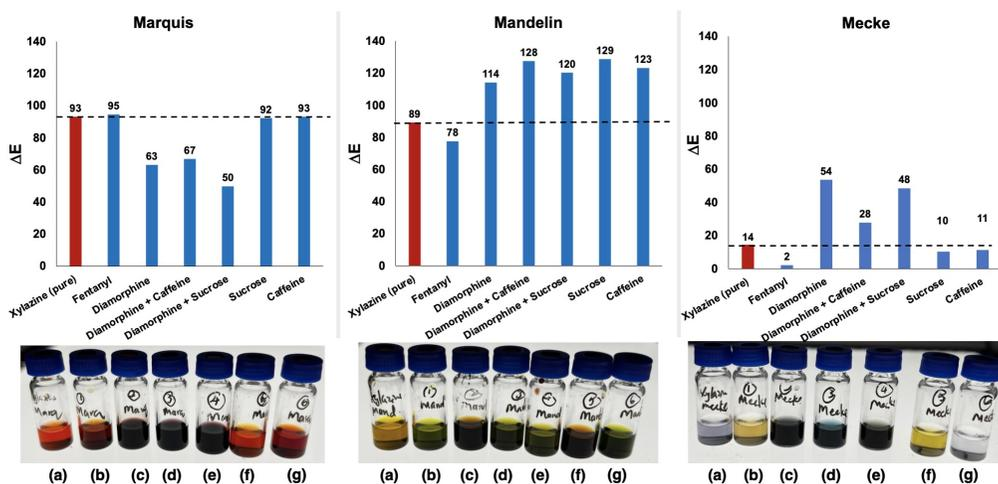 Marquis
140
120
100
80
60
40
20
0
ΔE
93
95
63
67
50
92
93
Xylazine (pure)
Fentanyl
Diamorphine
Diamorphine + Caffeine
Diamorphine + Sucrose
Sucrose
Caffeine
(a) (b) (c) (d) (e) (f) (g)
Mandelin
140
120
100
80
60
40
20
0
ΔE
89
78
114
128
120
129
123
Xylazine (pure)
Fentanyl
Diamorphine
Diamorphine + Caffeine
Diamorphine + Sucrose
Sucrose
Caffeine
(a) (b) (c) (d) (e) (f) (g)
Mecke
140
120
100
80
60
40
20
0
ΔE
14
2
54
28
48
10
11
Xylazine (pure)
Fentanyl
Diamorphine
Diamorphine + Caffeine
Diamorphine + Sucrose
Sucrose
Caffeine
Mecke
(a) (b) (c) (d) (e) (f) (g)